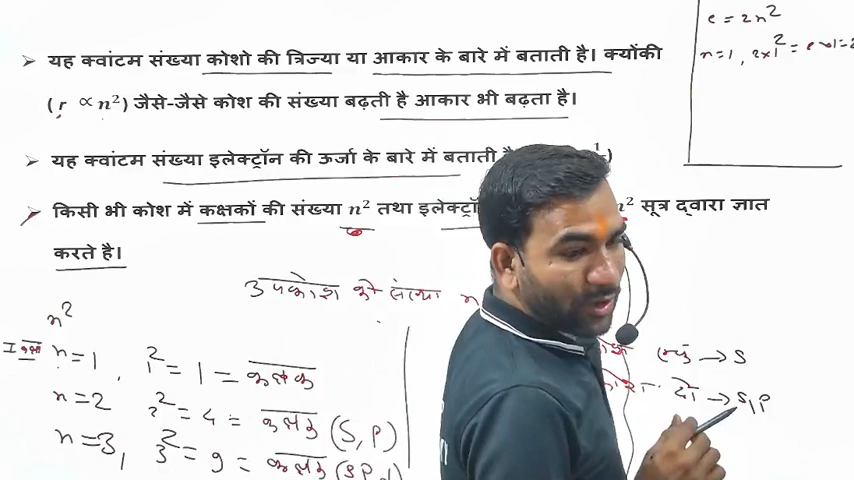 e = 2n²
n=1, 2×1² = e
यह क्वांटम संख्या कोशो की त्रिज्या या आकार के बारे में बताती है। क्योंकी
(r ∝ n²) जैसे-जैसे कोश की संख्या बढ़ती है आकार भी बढ़ता है।
यह क्वांटम संख्या इलेक्ट्रॉन की ऊर्जा के बारे में बताती
किसी भी कोश में कक्षकों की संख्या n² तथा n² सूत्र द्वारा ज्ञात
करते है।
उपकोश की संख्या n
n²
n=1, 1² = 1 = कक्षक
n=2 2² = 4 = कक्षक (S, P)
n=3, 3² = 9 = कक्षक (S P
→ S
दो → S, P